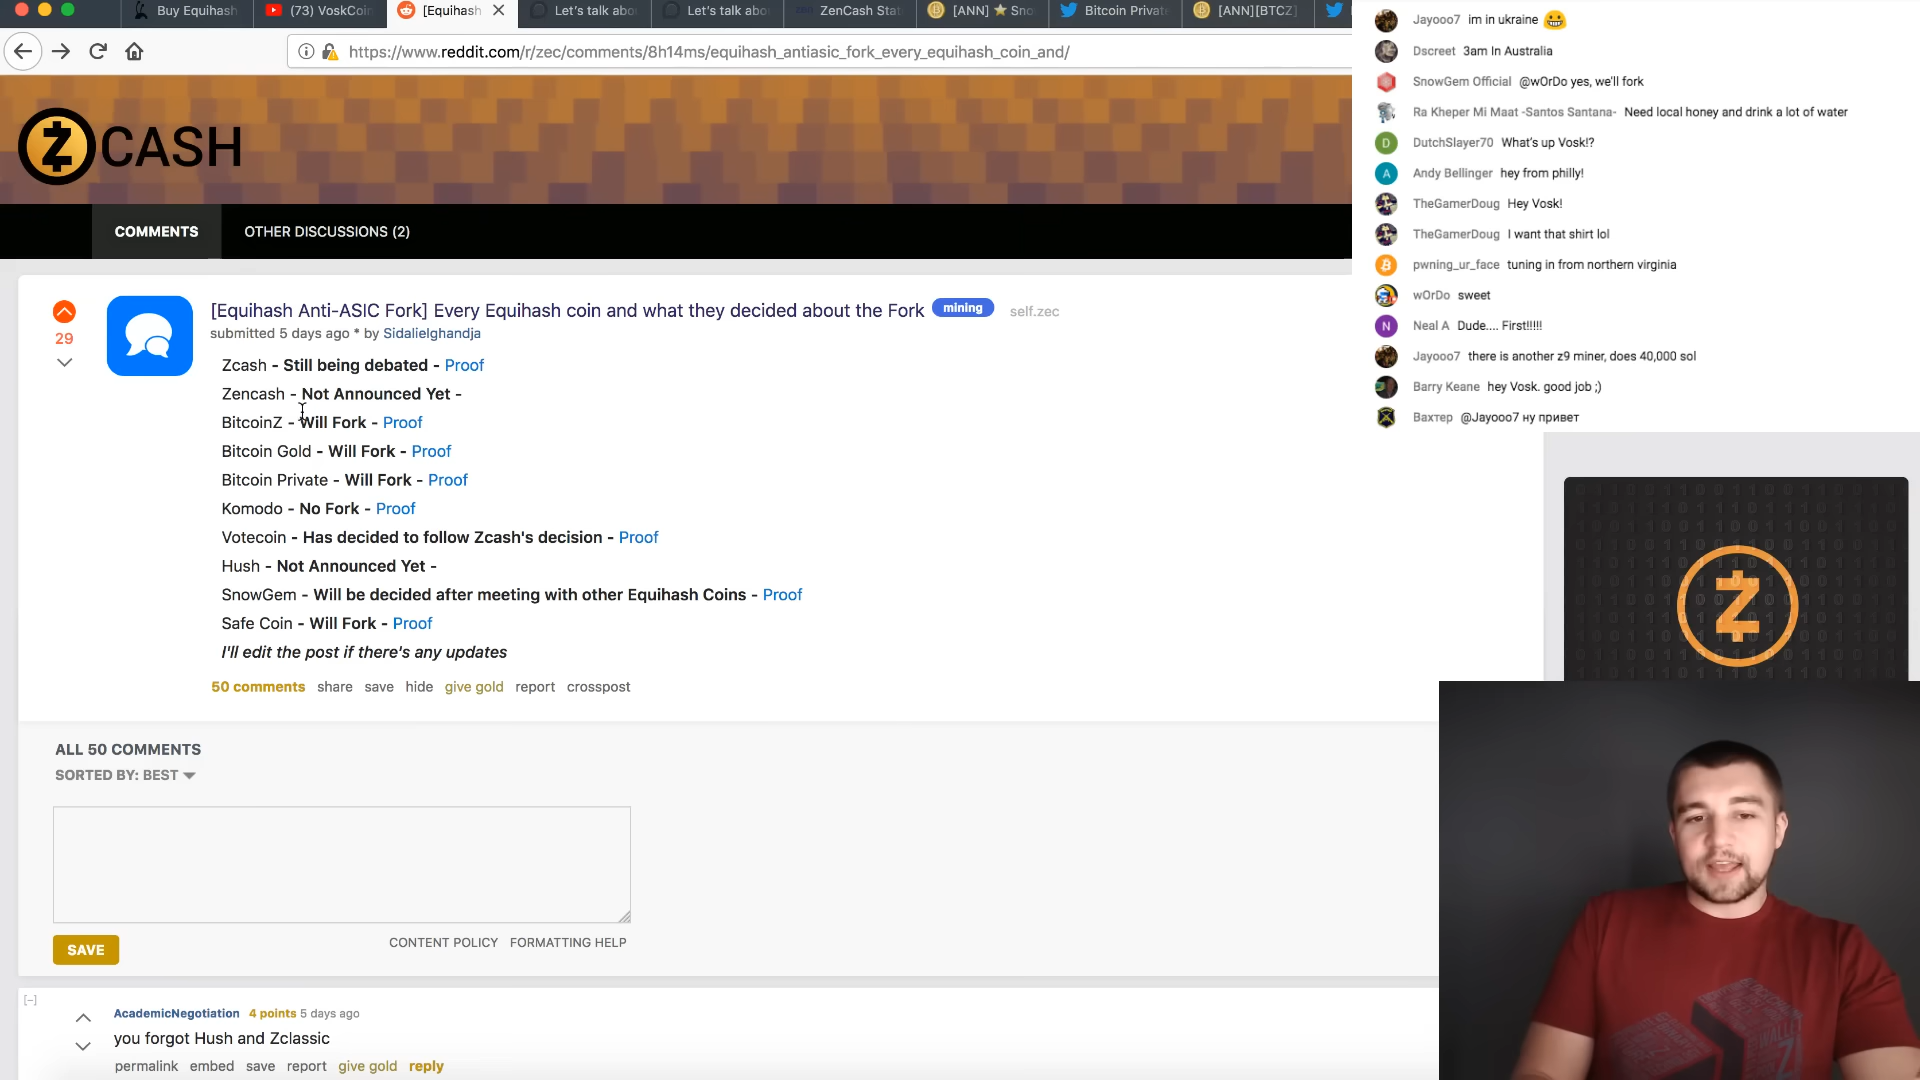 Buy Equihash
(73) VoskCoin
[Equihash
Let's talk abo
Let's talk abo
ZenCash Stat
[ANN] ★ Sno
Bitcoin Private
[ANN][BTCZ]
https://www.reddit.com/r/zec/comments/8h14ms/equihash_antiasic_fork_every_equihash_coin_and/
ZCASH
COMMENTS
OTHER DISCUSSIONS (2)
29
[Equihash Anti-ASIC Fork] Every Equihash coin and what they decided about the Fork mining self.zec
submitted 5 days ago * by Sidalielghandja
Zcash - Still being debated - Proof
Zencash - Not Announced Yet -
BitcoinZ - Will Fork - Proof
Bitcoin Gold - Will Fork - Proof
Bitcoin Private - Will Fork - Proof
Komodo - No Fork - Proof
Votecoin - Has decided to follow Zcash's decision - Proof
Hush - Not Announced Yet -
SnowGem - Will be decided after meeting with other Equihash Coins - Proof
Safe Coin - Will Fork - Proof
I'll edit the post if there's any updates
50 comments share save hide give gold report crosspost
ALL 50 COMMENTS
SORTED BY: BEST
SAVE
CONTENT POLICY FORMATTING HELP
[–]
AcademicNegotiation 4 points 5 days ago
you forgot Hush and Zclassic
permalink embed save report give gold reply
Jayooo7 im in ukraine
Dscreet 3am In Australia
SnowGem Official @wOrDo yes, we'll fork
Ra Kheper Mi Maat -Santos Santana- Need local honey and drink a lot of water
D DutchSlayer70 What's up Vosk!?
A Andy Bellinger hey from philly!
TheGamerDoug Hey Vosk!
TheGamerDoug I want that shirt lol
pwning_ur_face tuning in from northern virginia
wOrDo sweet
N Neal A Dude.... First!!!!!
Jayooo7 there is another z9 miner, does 40,000 sol
Barry Keane hey Vosk. good job ;)
Вахтер @Jayooo7 ну привет